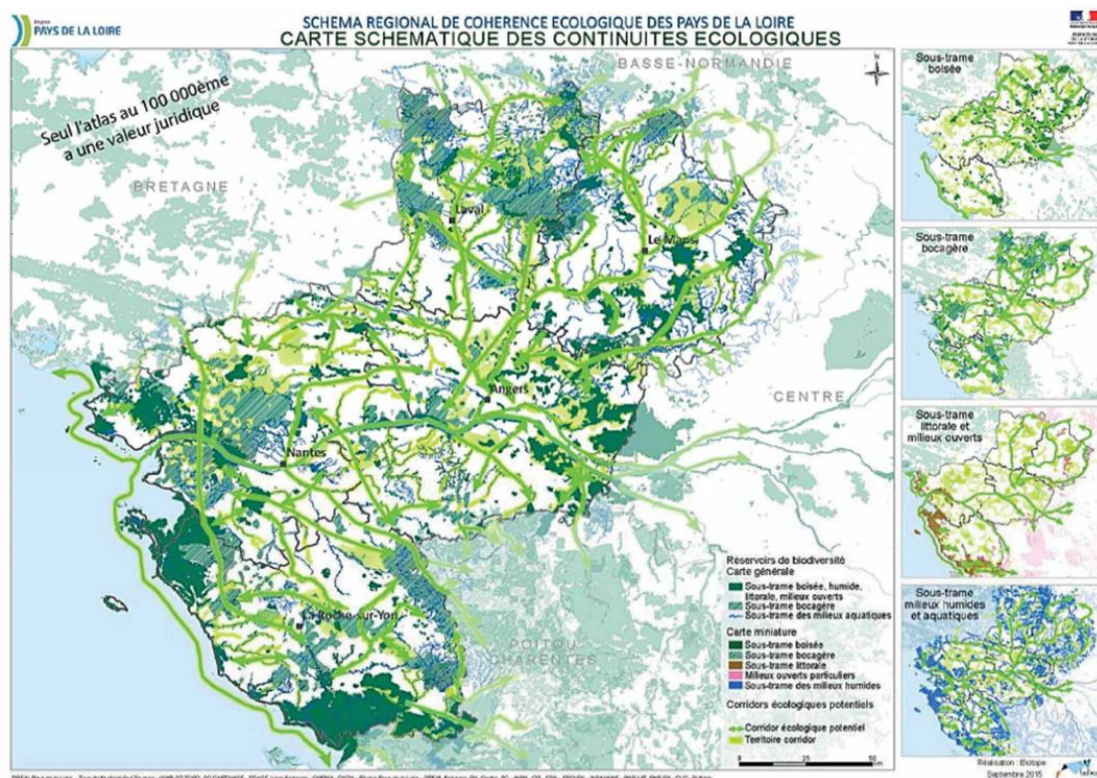 Région
PAYS DE LA LOIRE
SCHEMA REGIONAL DE COHERENCE ECOLOGIQUE DES PAYS DE LA LOIRE
CARTE SCHEMATIQUE DES CONTINUITES ECOLOGIQUES
Seul l'atlas au 100 000ème
a une valeur juridique
BASSE-NORMANDIE
N
BRETAGNE
Laval
Le Mans
Angers
CENTRE
Nantes
La Roche-sur-Yon
POITOU-
CHARENTES
Réservoirs de biodiversité
Carte générale
Sous-trame boisée, humide,
littorale, milieux ouverts
Sous-trame bocagère
Sous-trame des milieux aquatiques
Carte miniature
Sous-trame boisée
Sous-trame bocagère
Sous-trame littorale
Milieux ouverts particuliers
Sous-trame des milieux humides
Corridors écologiques potentiels
Corridor écologique potentiel
Territoire corridor
0
50
Sous-trame
boisée
Sous-trame
bocagère
Sous-trame
littorale et
milieux ouverts
Sous-trame
milieux humides
et aquatiques
Réalisation : Biotope
Septembre 2015